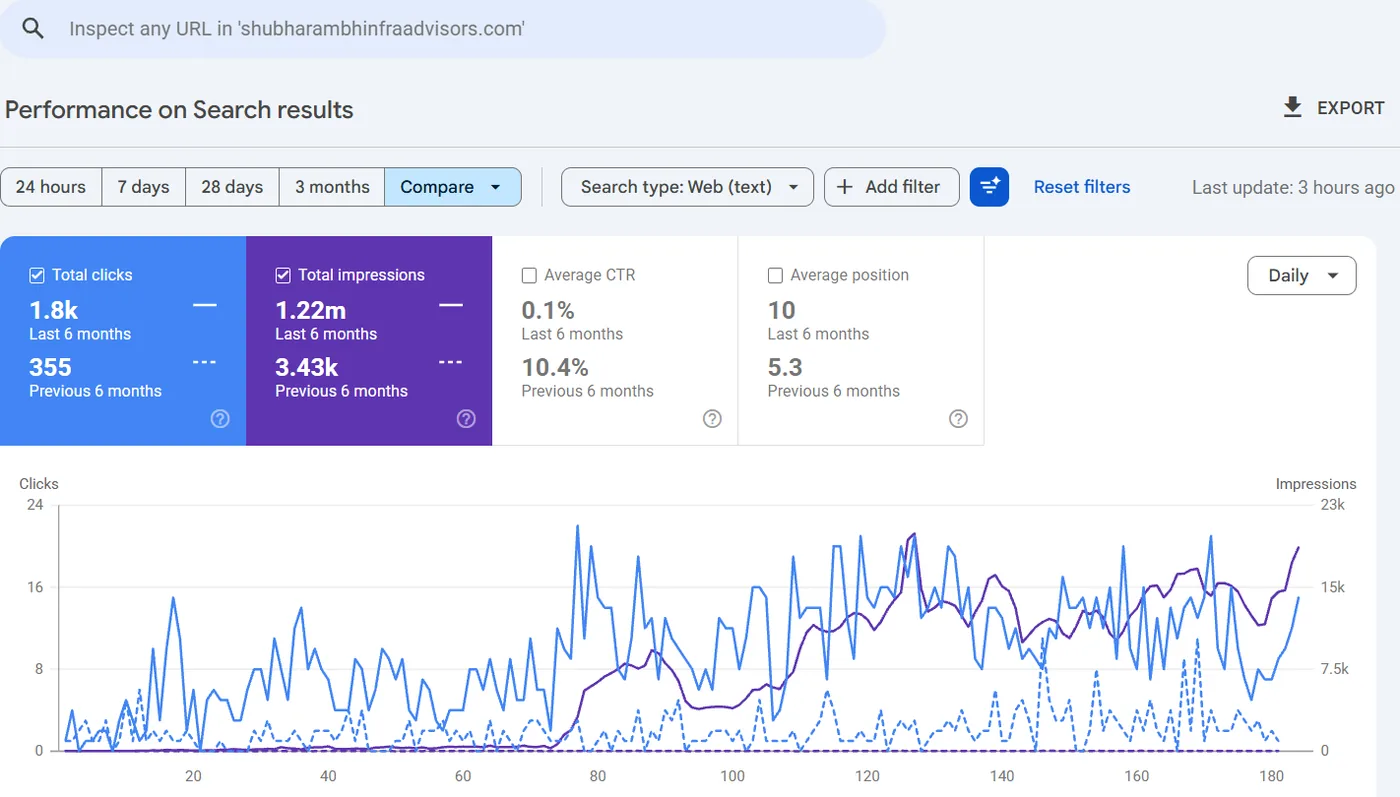 Inspect any URL in 'shubharambhinfraadvisors.com'
Performance on Search results
EXPORT
24 hours 7 days 28 days 3 months Compare Search type: Web (text) Add filter Reset filters Last update: 3 hours ago
Total clicks Total impressions Average CTR Average position Daily
1.8k 1.22m 0.1% 10
Last 6 months Last 6 months Last 6 months Last 6 months
355 3.43k 10.4% 5.3
Previous 6 months Previous 6 months Previous 6 months Previous 6 months
Clicks Impressions
24 23k
16 15k
8 7.5k
0 0
20 40 60 80 100 120 140 160 180